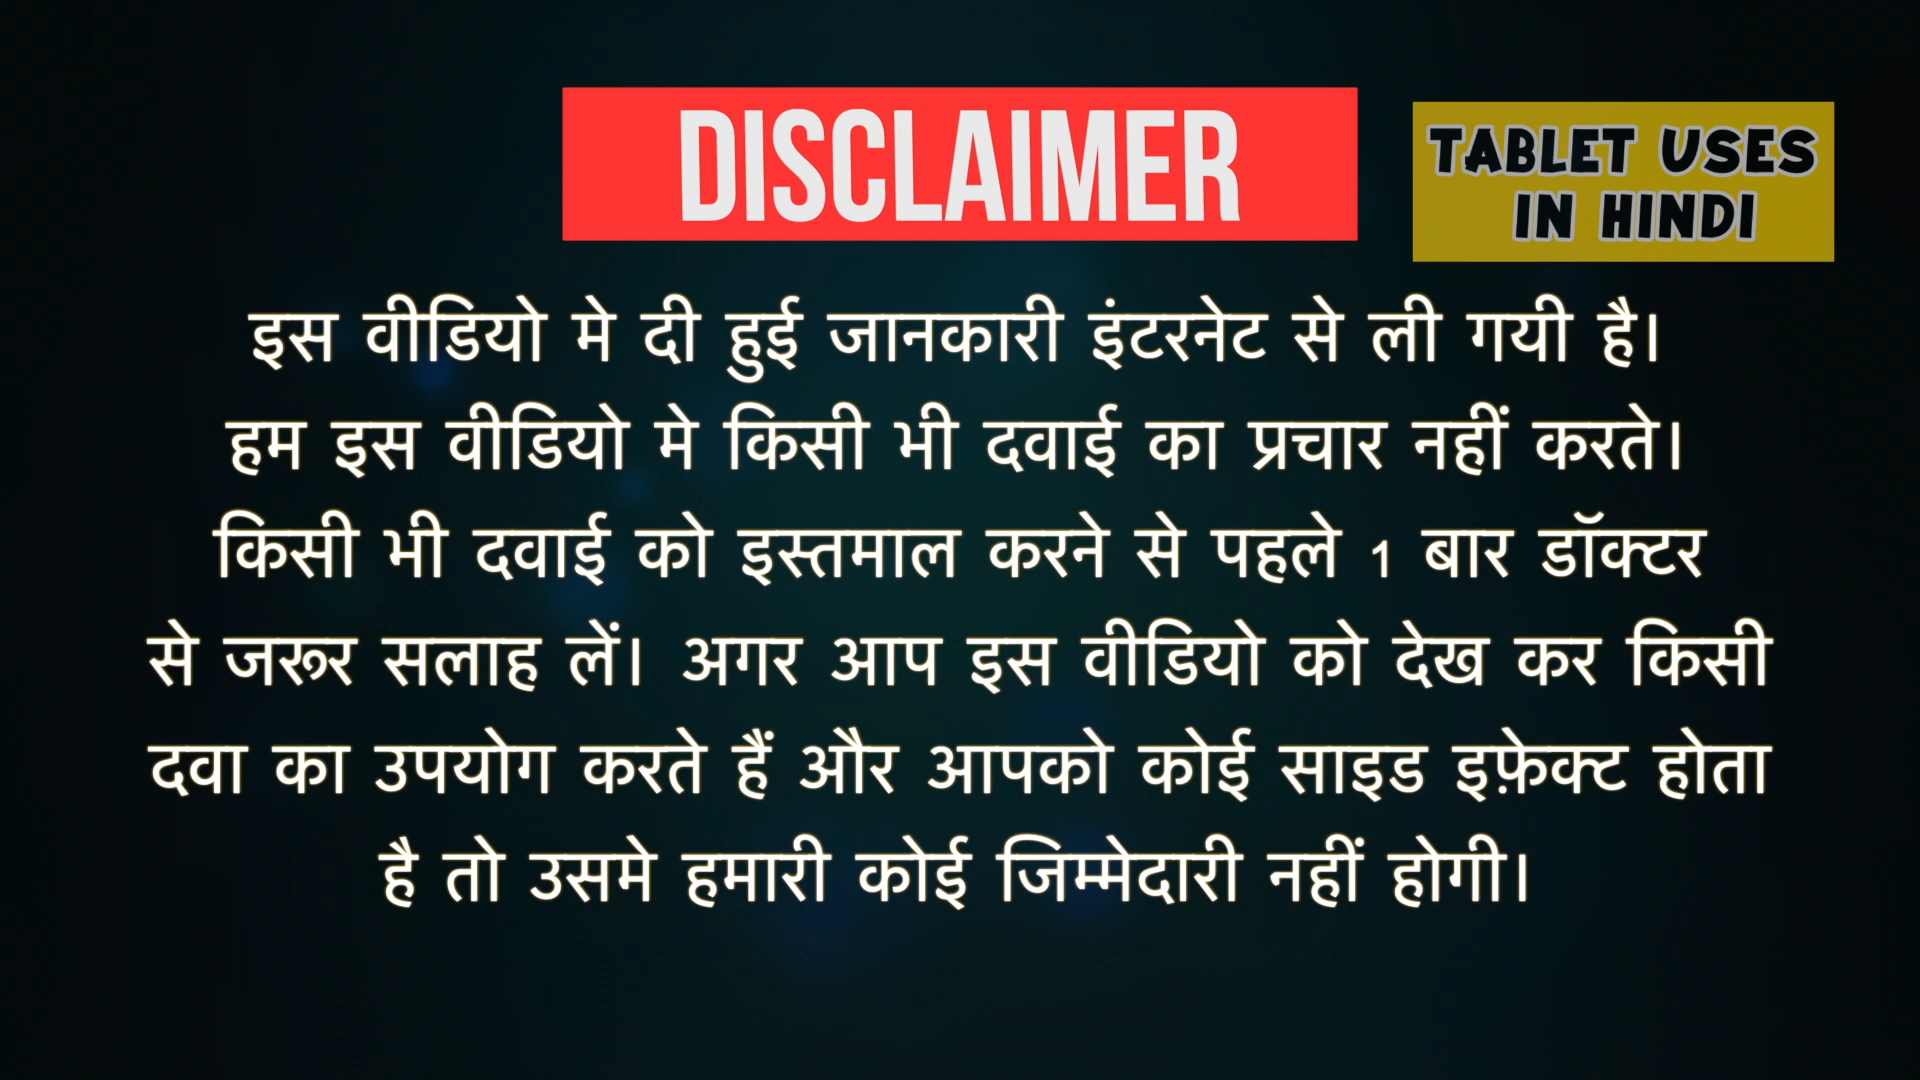 DISCLAIMER
TABLET USES
IN HINDI
इस वीडियो मे दी हुई जानकारी इंटरनेट से ली गयी है।
हम इस वीडियो मे किसी भी दवाई का प्रचार नहीं करते।
किसी भी दवाई को इस्तमाल करने से पहले 1 बार डॉक्टर
से जरूर सलाह लें। अगर आप इस वीडियो को देख कर किसी
दवा का उपयोग करते हैं और आपको कोई साइड इफ़ेक्ट होता
है तो उसमे हमारी कोई जिम्मेदारी नहीं होगी।